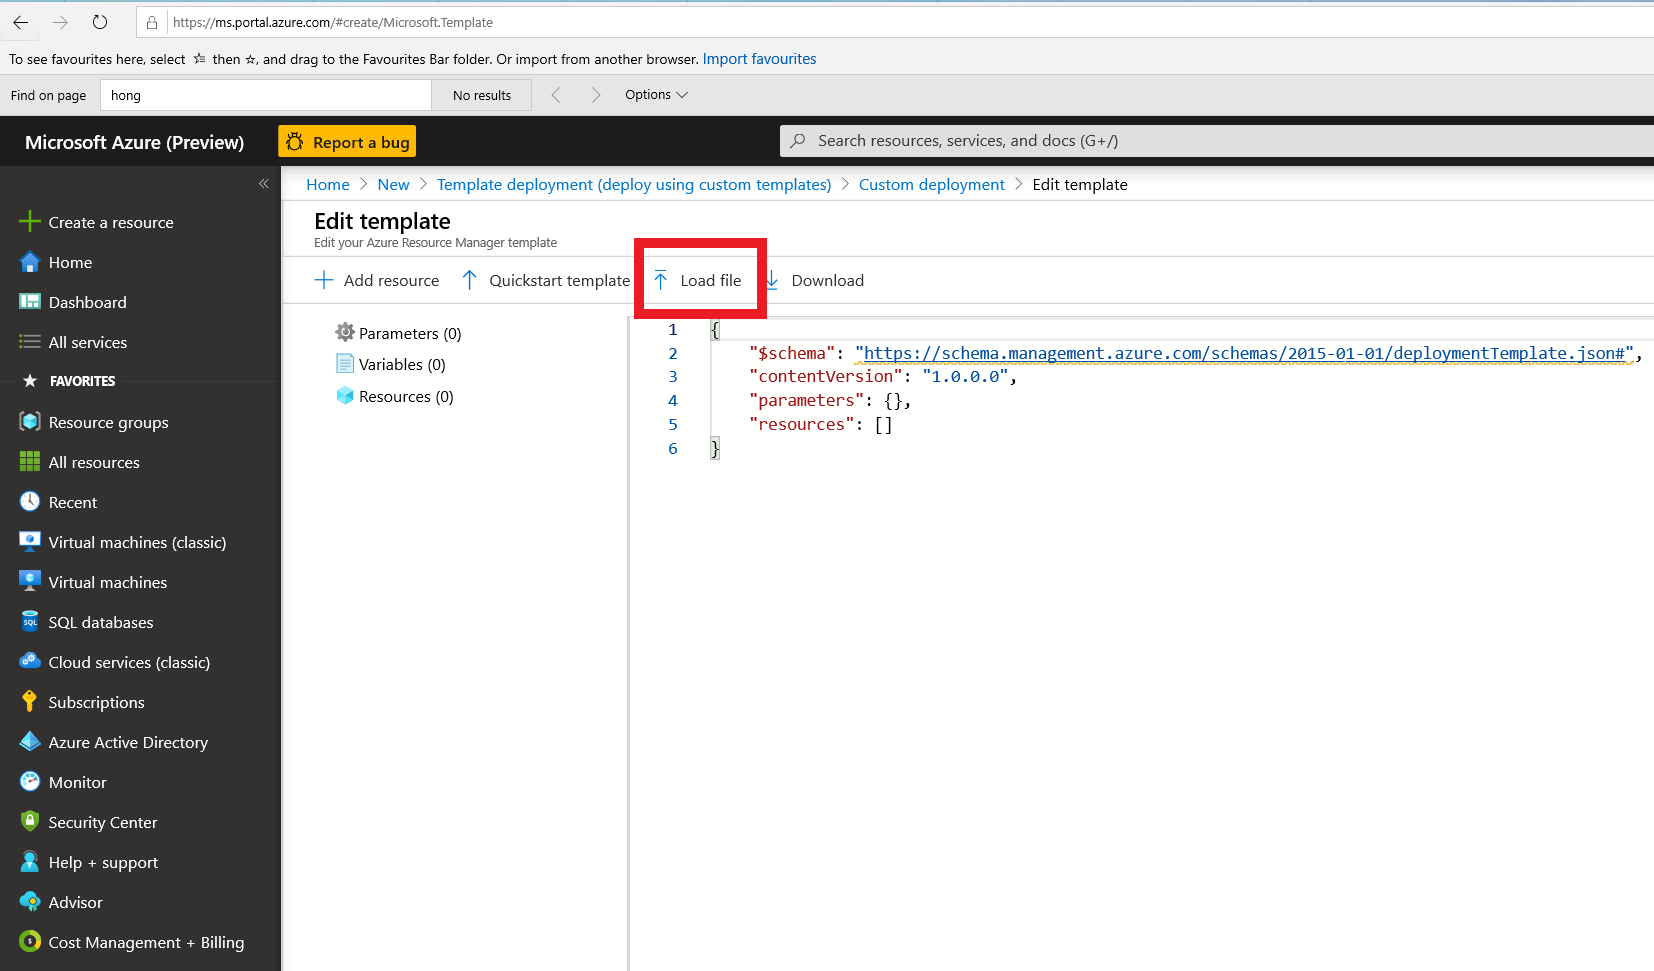 https://ms.portal.azure.com/#create/Microsoft.Template
To see favourites here, select then ☆, and drag to the Favourites Bar folder. Or import from another browser. Import favourites
Find on page hong No results Options
Microsoft Azure (Preview) Report a bug Search resources, services, and docs (G+/)
«
Create a resource
Home
Dashboard
All services
FAVORITES
Resource groups
All resources
Recent
Virtual machines (classic)
Virtual machines
SQL databases
Cloud services (classic)
Subscriptions
Azure Active Directory
Monitor
Security Center
Help + support
Advisor
Cost Management + Billing
Home > New > Template deployment (deploy using custom templates) > Custom deployment > Edit template
Edit template
Edit your Azure Resource Manager template
Add resource Quickstart template Load file Download
Parameters (0)
Variables (0)
Resources (0)
1 {
2 "$schema": "https://schema.management.azure.com/schemas/2015-01-01/deploymentTemplate.json#",
3 "contentVersion": "1.0.0.0",
4 "parameters": {},
5 "resources": []
6 }